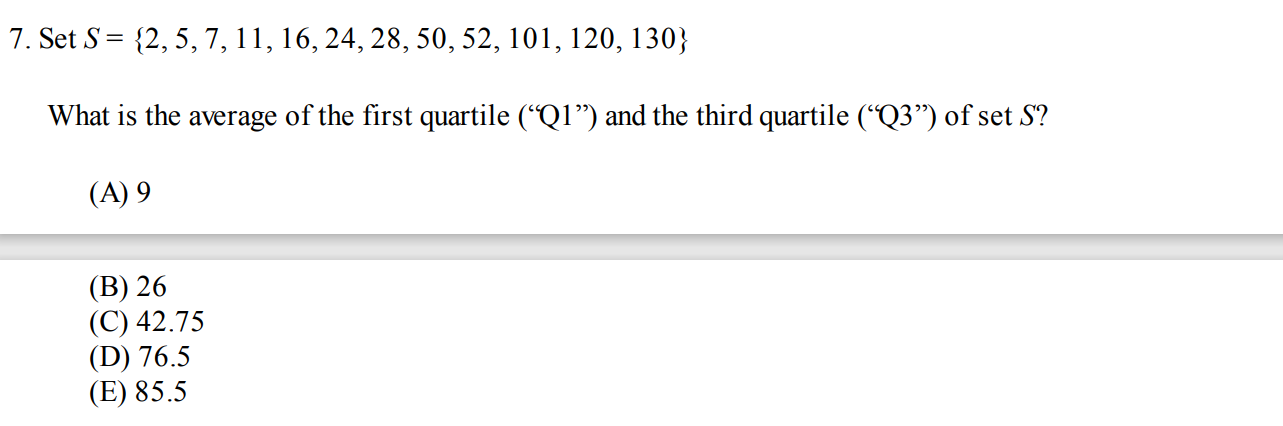 7. Set S = {2, 5, 7, 11, 16, 24, 28, 50, 52, 101, 120, 130}
What is the average of the first quartile (“Q1”) and the third quartile (“Q3”) of set S?
(A) 9
(B) 26
(C) 42.75
(D) 76.5
(E) 85.5